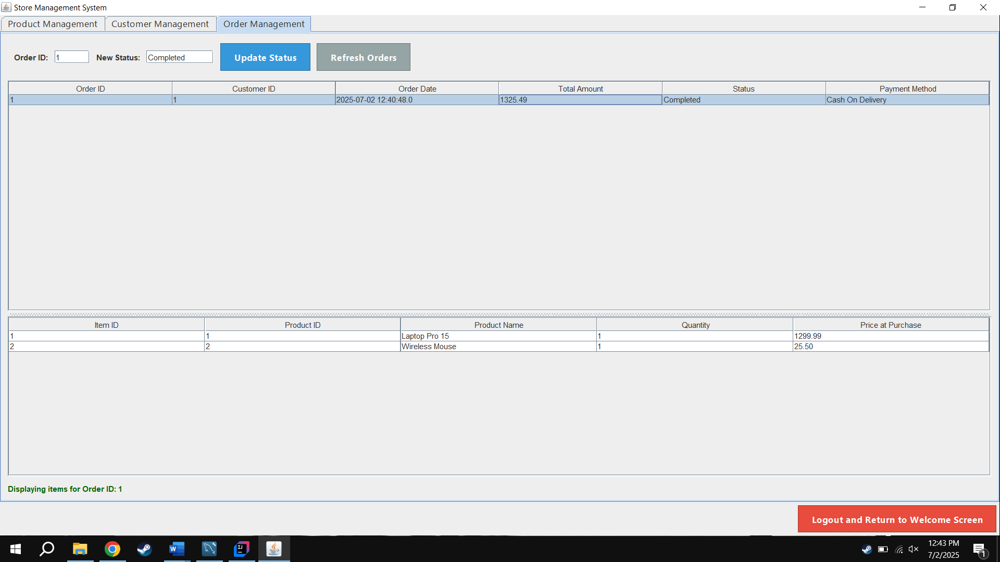 Store Management System
Product Management Customer Management Order Management
Order ID: 1 New Status: Completed Update Status Refresh Orders
Order ID Customer ID Order Date Total Amount Status Payment Method
1 1 2025-07-02 12:40:48.0 1325.49 Completed Cash On Delivery
Item ID Product ID Product Name Quantity Price at Purchase
1 1 Laptop Pro 15 1 1299.99
2 2 Wireless Mouse 1 25.50
Displaying items for Order ID: 1
Logout and Return to Welcome Screen
W IJ 12:43 PM
7/2/2025 1